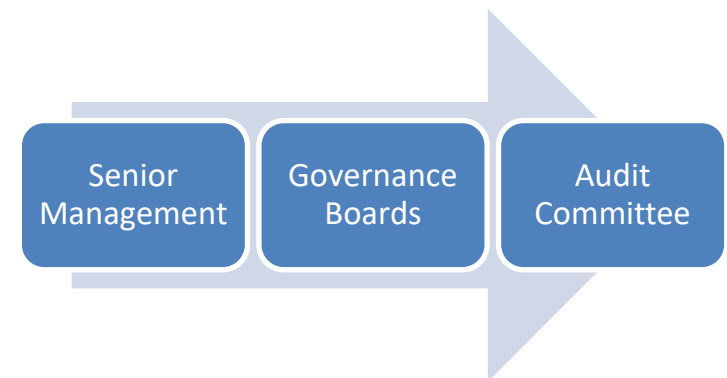 Senior
Management
Governance
Boards
Audit
Committee